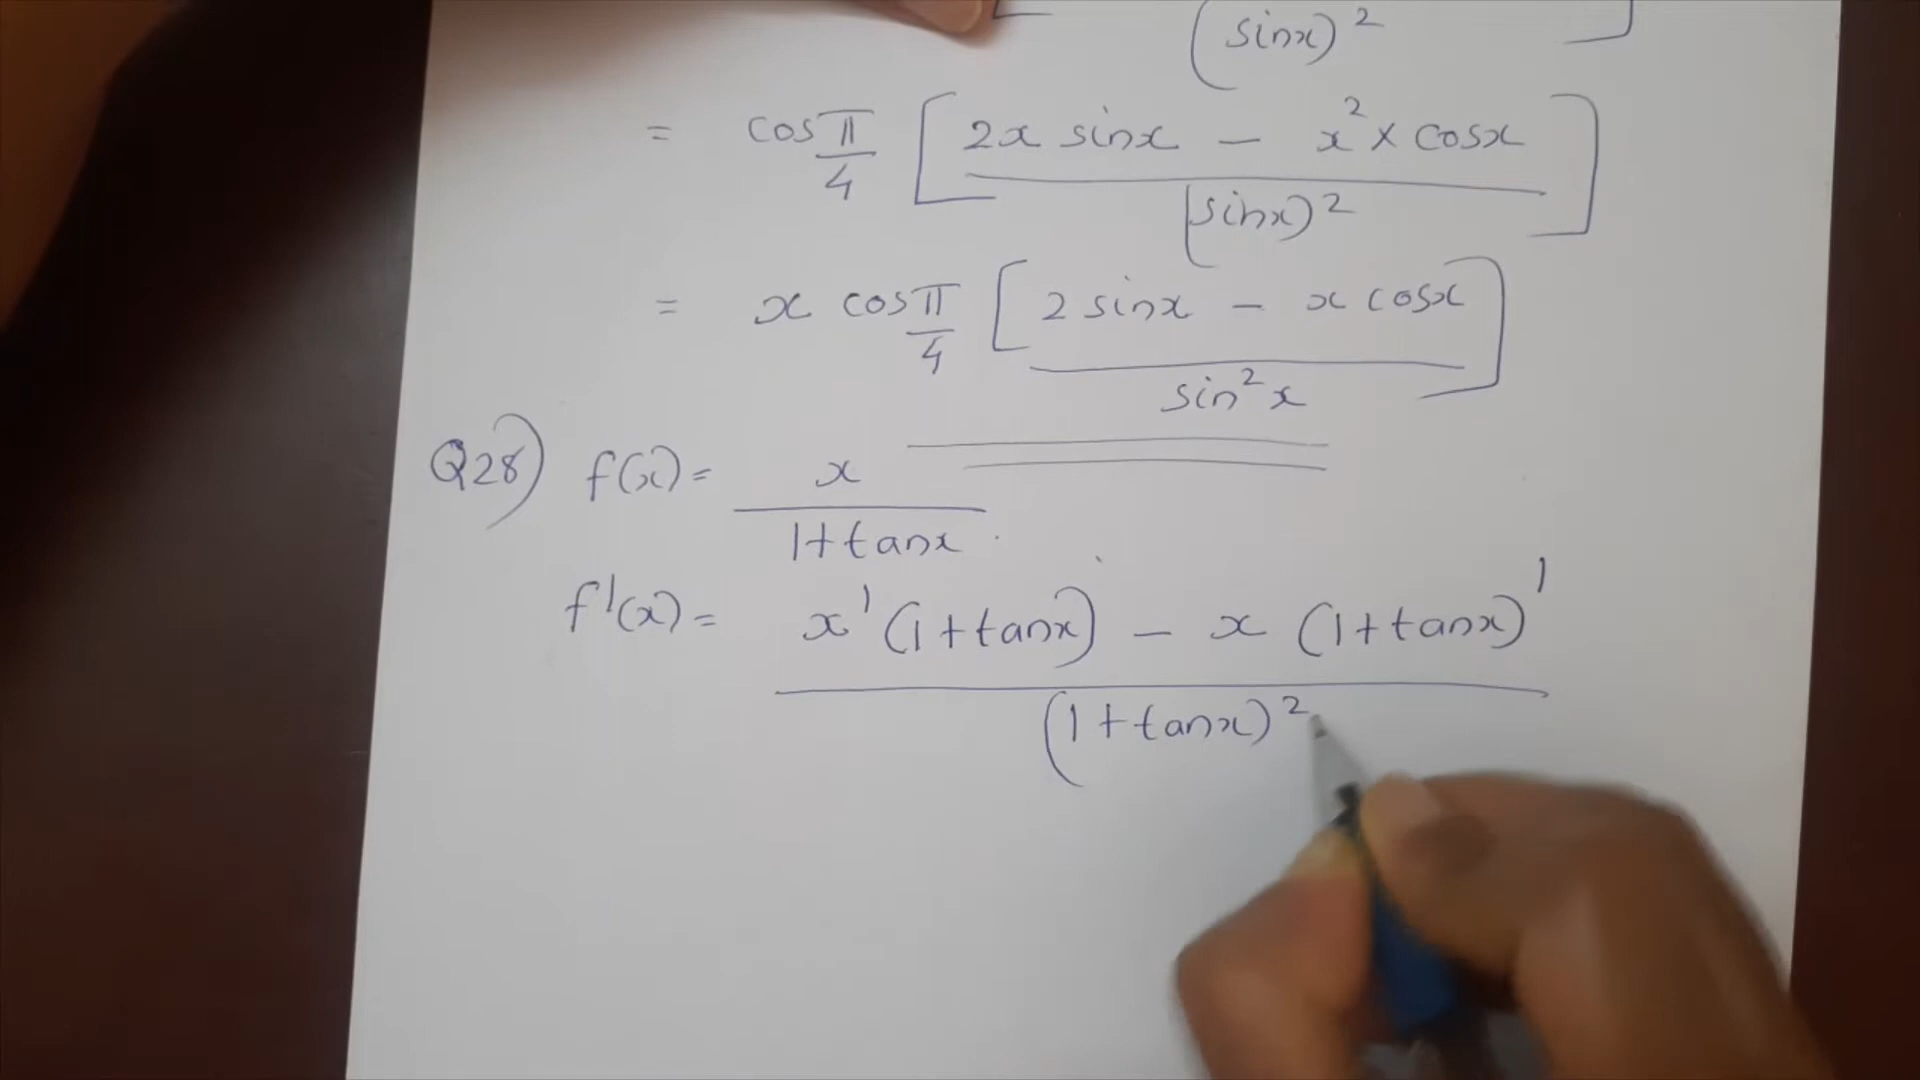 (sinx)²]
= cos π/4 [2x sinx - x² × cosx / (sinx)²]
= x cos π/4 [2 sinx - x cosx / sin²x]
Q28) f(x) = x / 1+tanx
f'(x) = x' (1+tanx) - x (1+tanx)' / (1+tanx)²